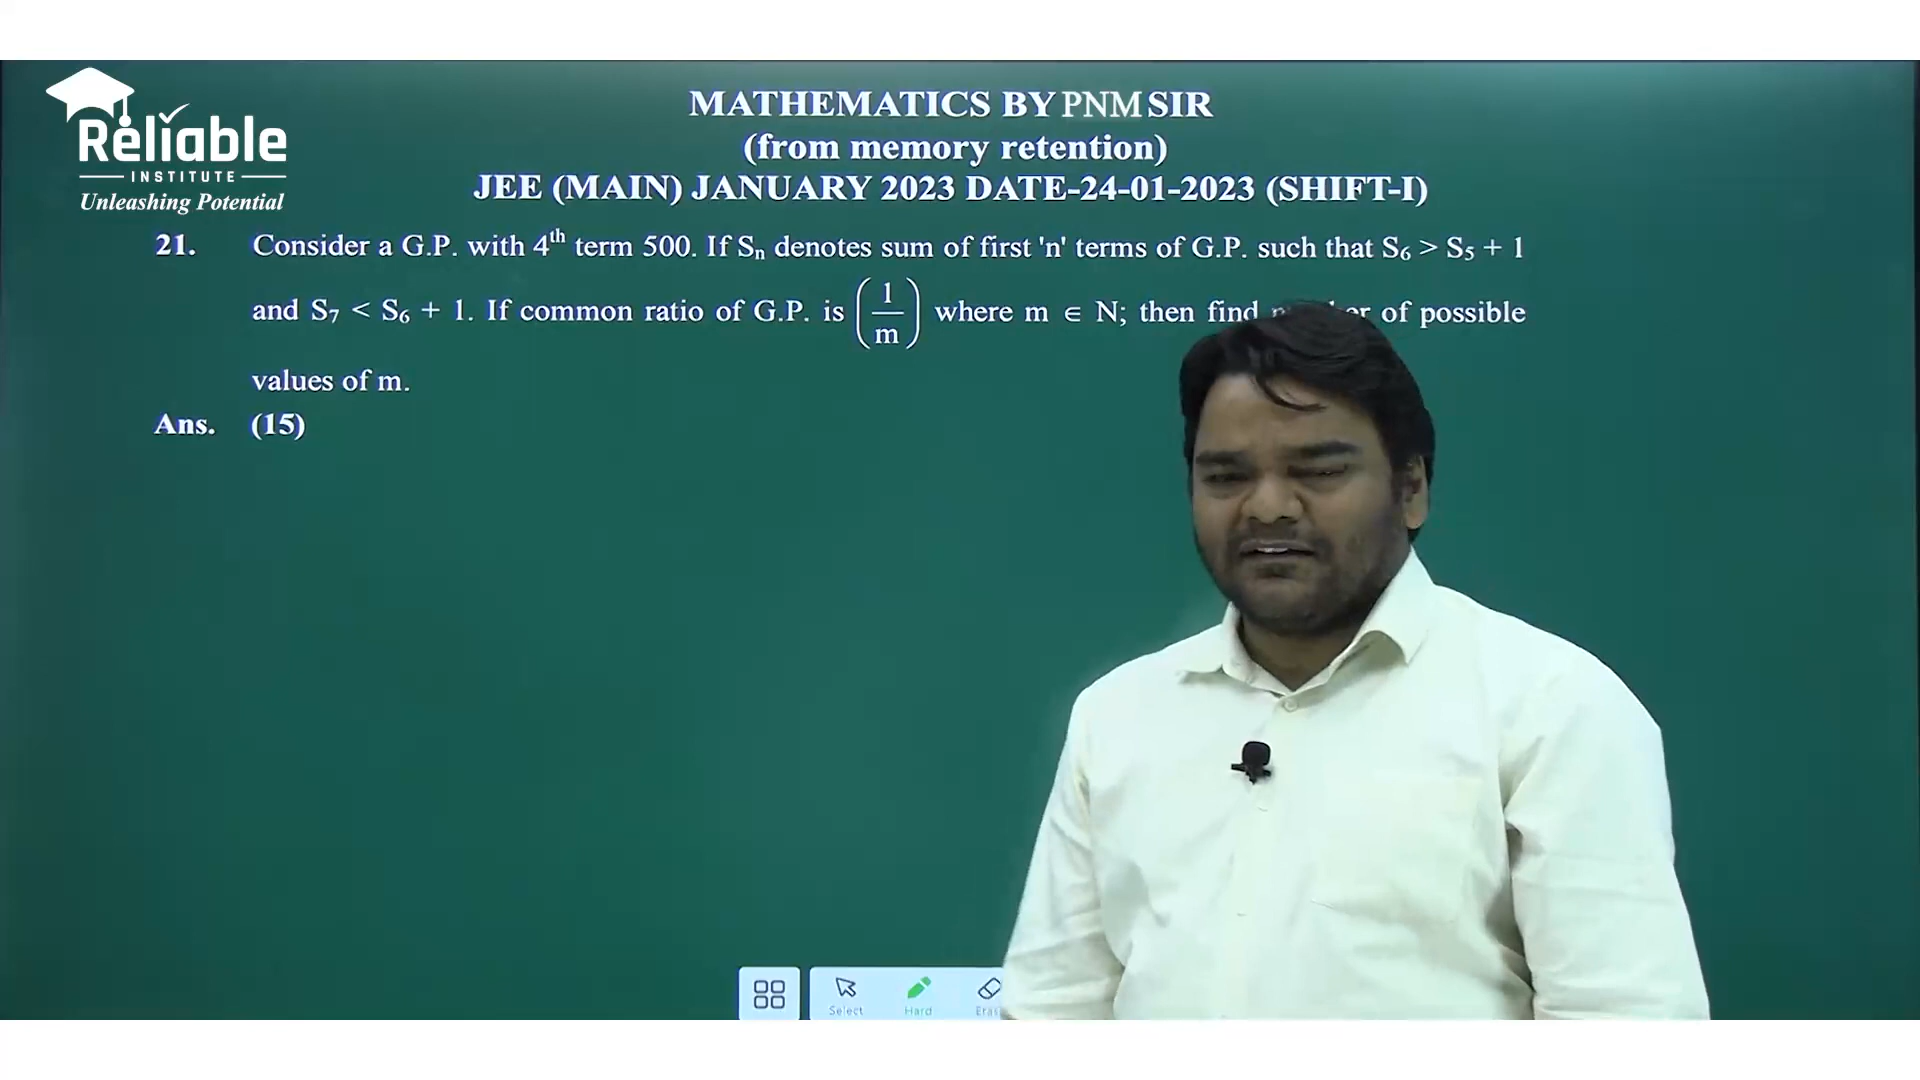 Reliable
INSTITUTE
Unleashing Potential
MATHEMATICS BY PNM SIR
(from memory retention)
JEE (MAIN) JANUARY 2023 DATE-24-01-2023 (SHIFT-I)
21. Consider a G.P. with 4th term 500. If Sn denotes sum of first 'n' terms of G.P. such that S6 > S5 + 1
and S7 < S6 + 1. If common ratio of G.P. is (1/m) where m ∈ N; then find of possible
values of m.
Ans. (15)
Select Hard